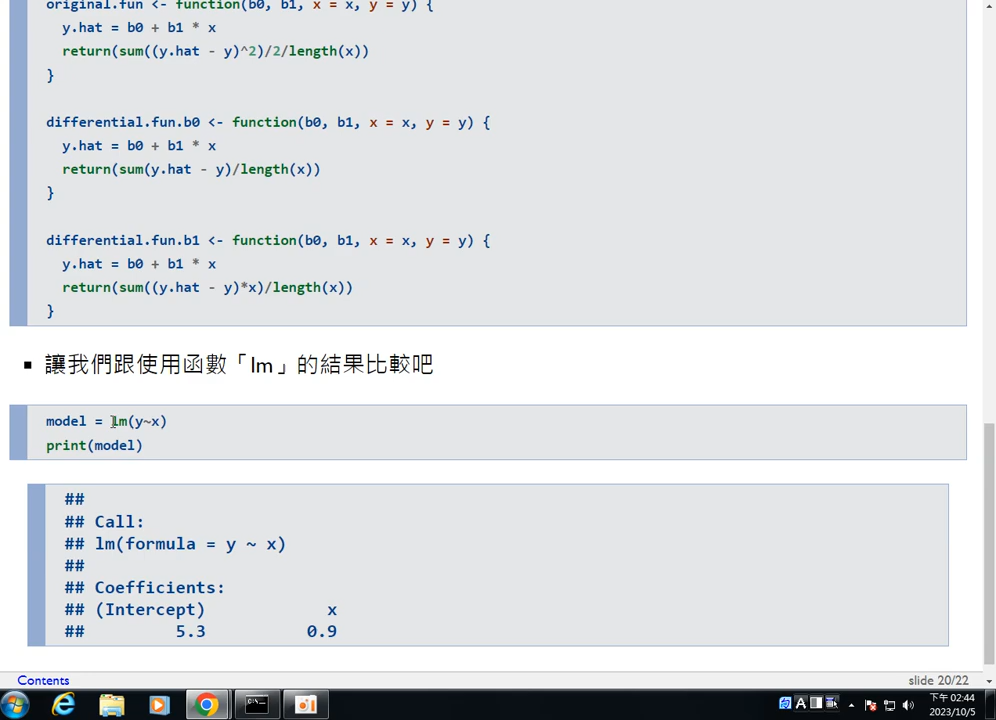 original.fun <- function(b0, b1, x = x, y = y) {
y.hat = b0 + b1 * x
return(sum((y.hat - y)^2)/2/length(x))
}
differential.fun.b0 <- function(b0, b1, x = x, y = y) {
y.hat = b0 + b1 * x
return(sum(y.hat - y)/length(x))
}
differential.fun.b1 <- function(b0, b1, x = x, y = y) {
y.hat = b0 + b1 * x
return(sum((y.hat - y)*x)/length(x))
}
▪ 讓我們跟使用函數「lm」的結果比較吧
model = lm(y~x)
print(model)
##
## Call:
## lm(formula = y ~ x)
##
## Coefficients:
## (Intercept) x
## 5.3 0.9
Contents
slide 20/22
下午 02:44
2023/10/5